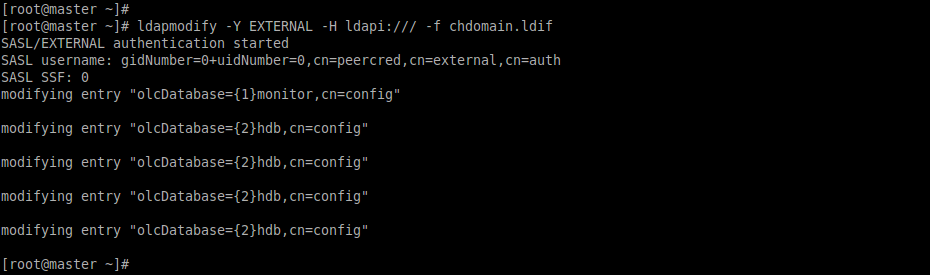 [root@master ~]#
[root@master ~]# ldapmodify -Y EXTERNAL -H ldapi:/// -f chdomain.ldif
SASL/EXTERNAL authentication started
SASL username: gidNumber=0+uidNumber=0,cn=peercred,cn=external,cn=auth
SASL SSF: 0
modifying entry "olcDatabase={1}monitor,cn=config"
modifying entry "olcDatabase={2}hdb,cn=config"
modifying entry "olcDatabase={2}hdb,cn=config"
modifying entry "olcDatabase={2}hdb,cn=config"
modifying entry "olcDatabase={2}hdb,cn=config"
[root@master ~]#